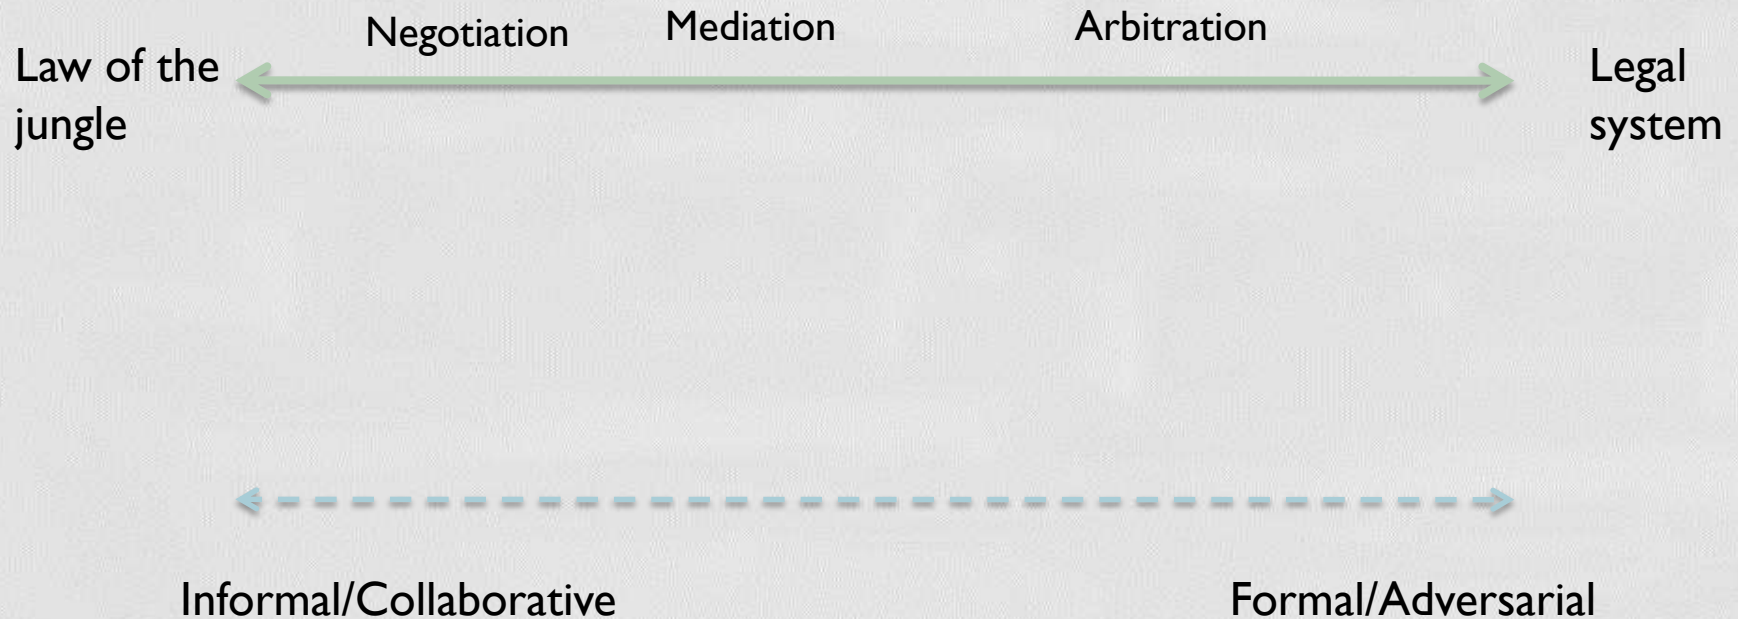 Negotiation
Mediation
Arbitration
Law of the
jungle
Legal
system
Informal/Collaborative
Formal/Adversarial